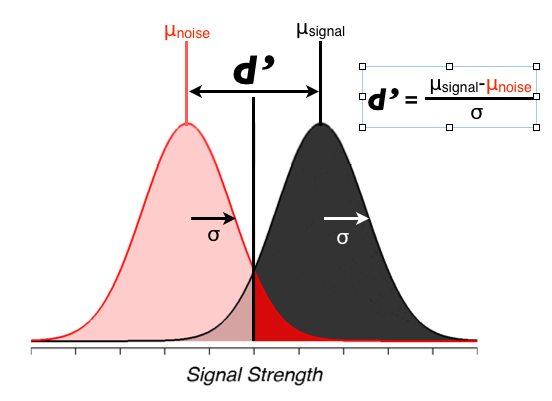 μnoise
μsignal
d’
d’ = μsignal-μnoise
σ
σ
σ
Signal Strength